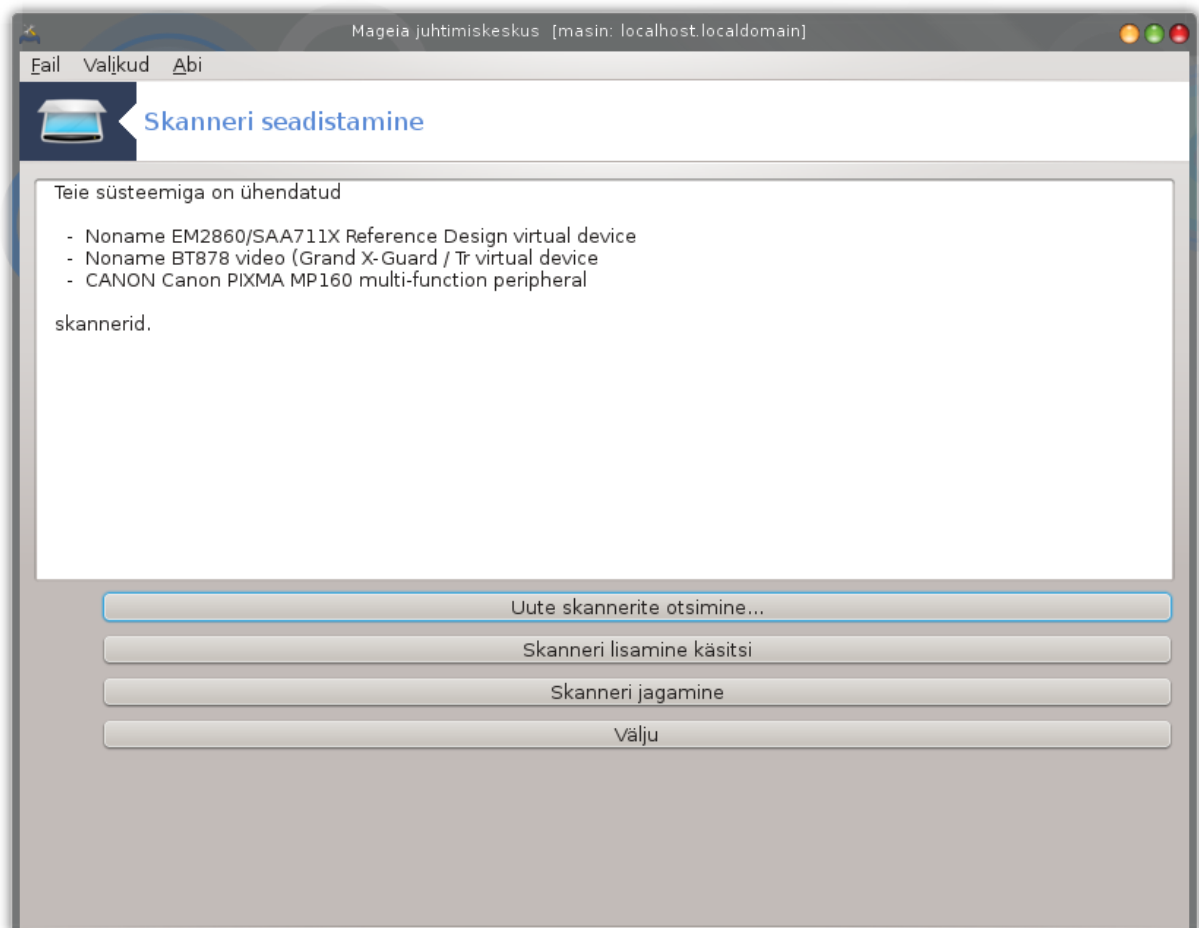 Mageia juhtimiskeskus [masin: localhost.localdomain]
Fail Valikud Abi
Skanneri seadistamine
Teie süsteemiga on ühendatud
- Noname EM2860/SAA711X Reference Design virtual device
- Noname BT878 video (Grand X-Guard / Tr virtual device
- CANON Canon PIXMA MP160 multi-function peripheral
skannerid.
Uute skannerite otsimine...
Skanneri lisamine käsitsi
Skanneri jagamine
Välju